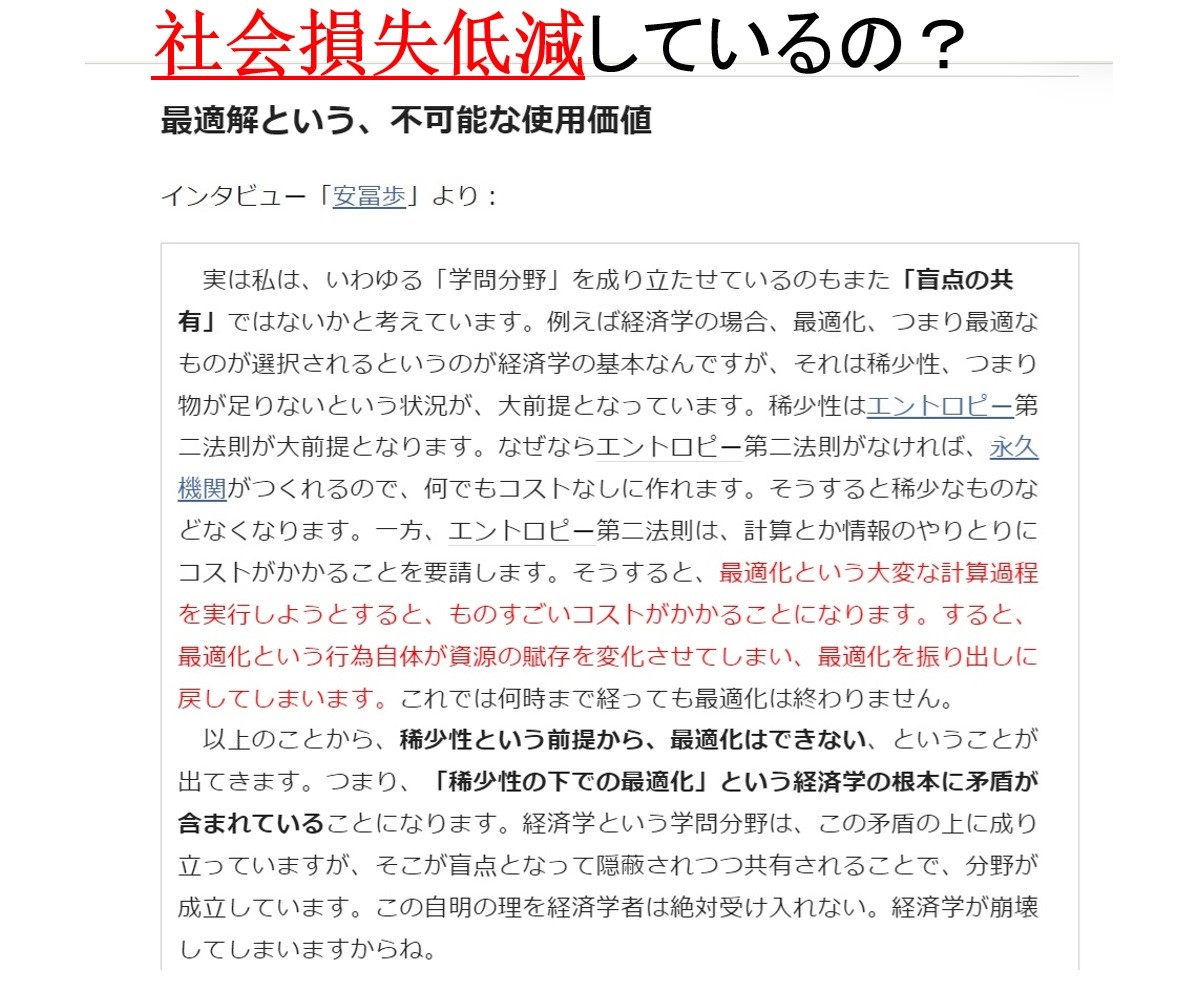 社会損失低減しているの？
最適解という、不可能な使用価値
インタビュー「安冨歩」より：
実は私は、いわゆる「学問分野」を成り立たせているのもまた「盲点の共
有」ではないかと考えています。例えば経済学の場合、最適化、つまり最適な
ものが選択されるというのが経済学の基本なんですが、それは稀少性、つまり
物が足りないという状況が、大前提となっています。稀少性はエントロピー第
二法則が大前提となります。なぜならエントロピー第二法則がなければ、永久
機関がつくれるので、何でもコストなしに作れます。そうすると稀少なものな
どなくなります。一方、エントロピー第二法則は、計算とか情報のやりとりに
コストがかかることを要請します。そうすると、最適化という大変な計算過程
を実行しようとすると、ものすごいコストがかかることになります。すると、
最適化という行為自体が資源の賦存を変化させてしまい、最適化を振り出しに
戻してしまいます。これでは何時まで経っても最適化は終わりません。
以上のことから、稀少性という前提から、最適化はできない、ということが
出てきます。つまり、「稀少性の下での最適化」という経済学の根本に矛盾が
含まれていることになります。経済学という学問分野は、この矛盾の上に成り
立っていますが、そこが盲点となって隠蔽されつつ共有されることで、分野が
成立しています。この自明の理を経済学者は絶対受け入れない。経済学が崩壊
してしまいますからね。